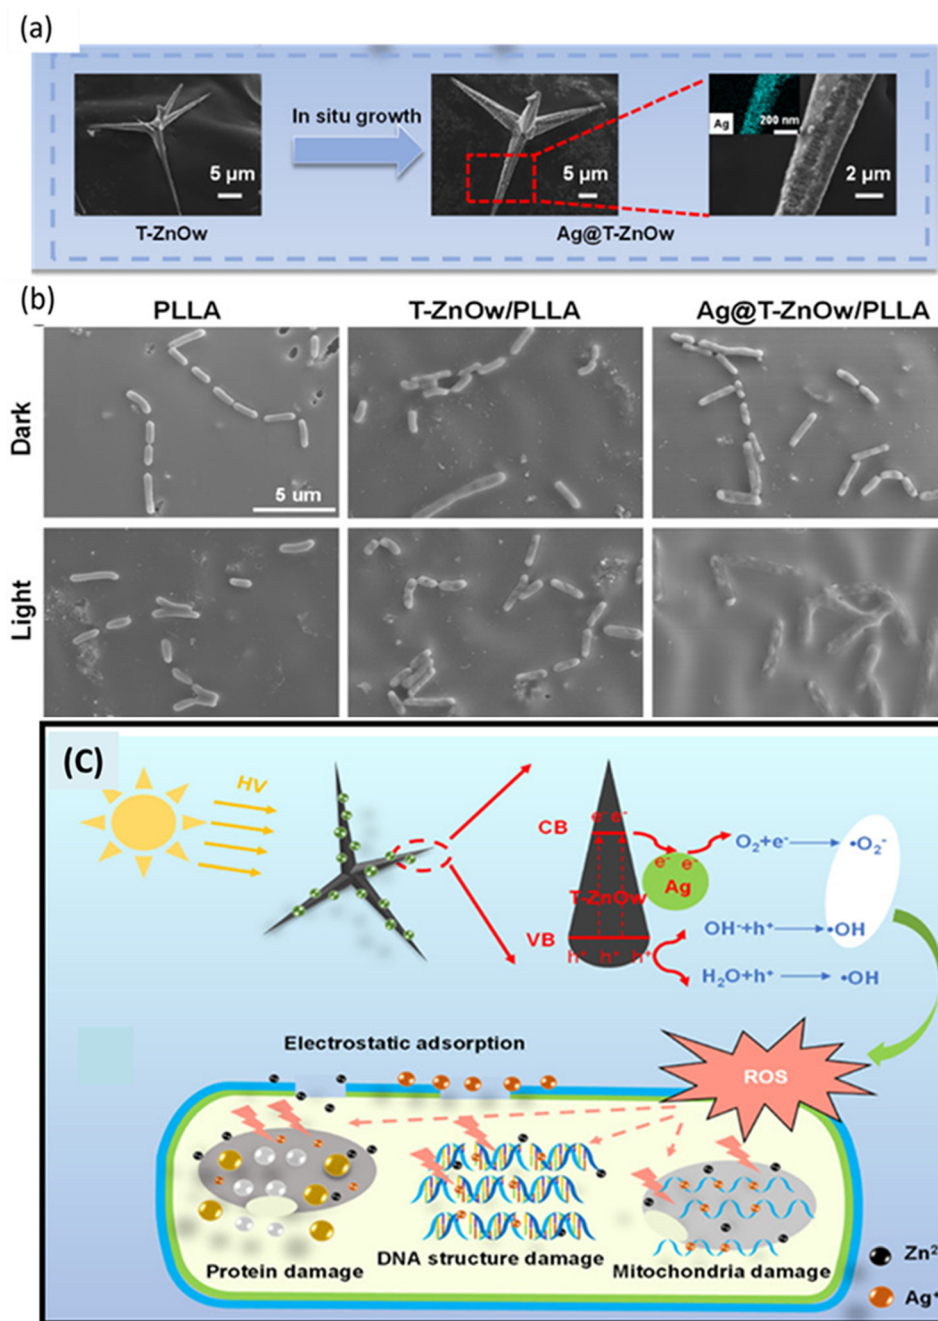 (a)
In situ growth
5 µm
5 µm
Ag
200 nm
2 µm
T-ZnOw
Ag@T-ZnOw
(b)
PLLA
T-ZnOw/PLLA
Ag@T-ZnOw/PLLA
Dark
5 um
Light
(C)
HV
CB
e⁻ e⁻
e⁻ e⁻
Ag
T-ZnOw
VB
h⁺ h⁺ h⁺
O₂+e⁻
•O₂⁻
OH⁻+h⁺
•OH
H₂O+h⁺
•OH
Electrostatic adsorption
ROS
Protein damage
DNA structure damage
Mitochondria damage
Zn²
Ag⁺